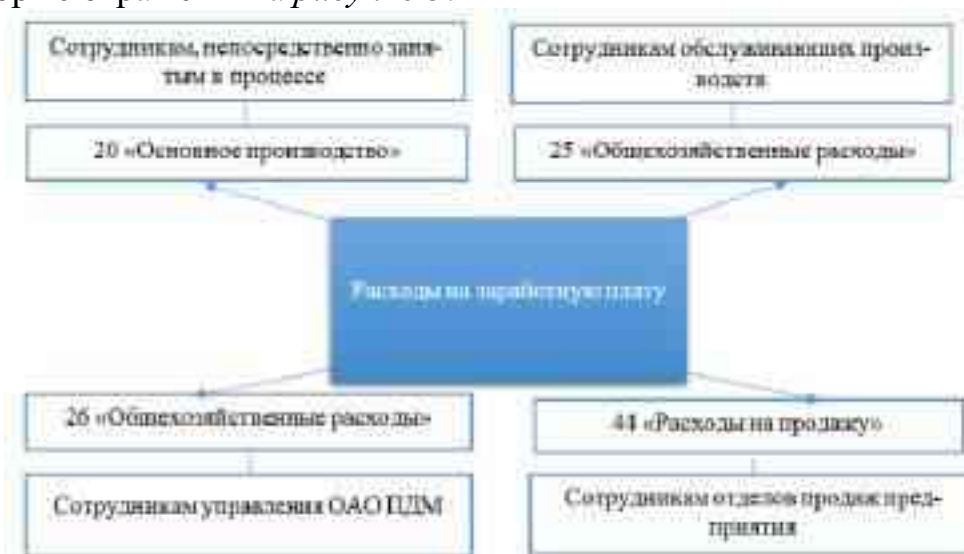 Сотрудникам, непосредственно заня-
тым в процессе
Сотрудникам обслуживающих произ-
водств
20 «Основное производство»
25 «Общехозяйственные расходы»
Расходы на заработную плату
26 «Общехозяйственные расходы»
44 «Расходы на продажу»
Сотрудникам управления ОАО ПДМ
Сотрудникам отделов продаж пред-
приятия